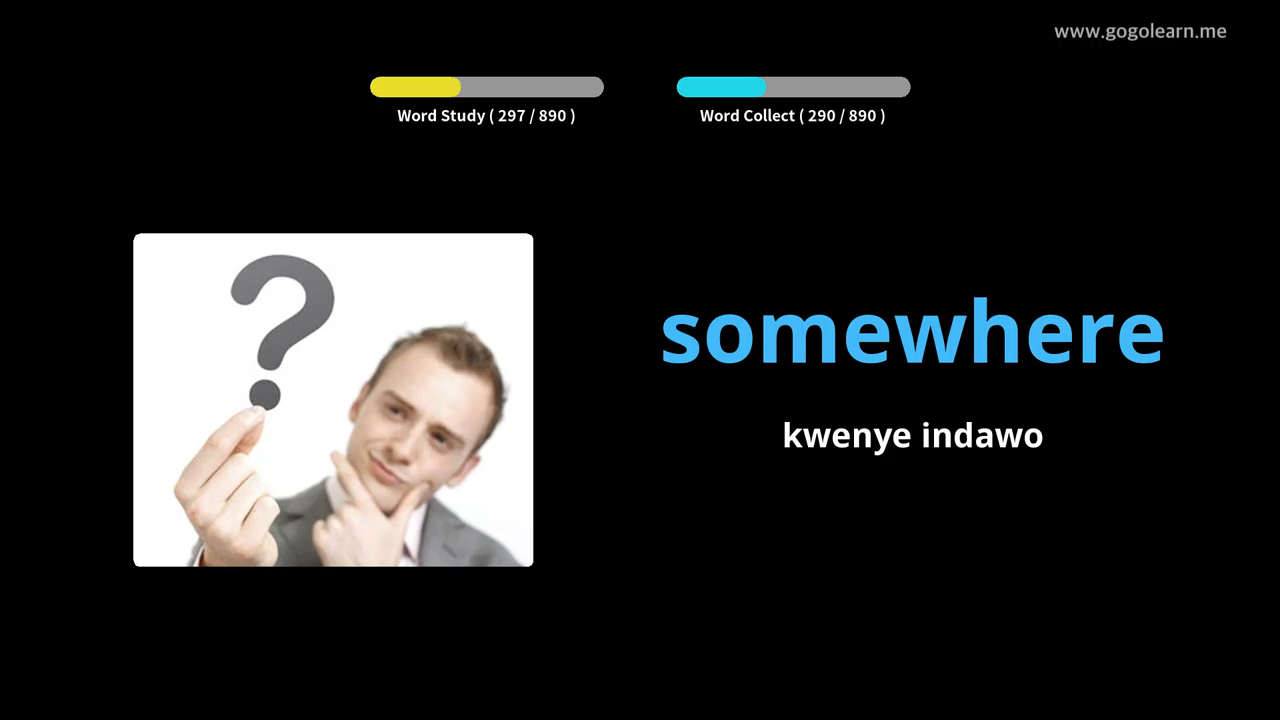 www.gogolearn.me
Word Study ( 297 / 890 )
Word Collect ( 290 / 890 )
?
somewhere
kwenye indawo